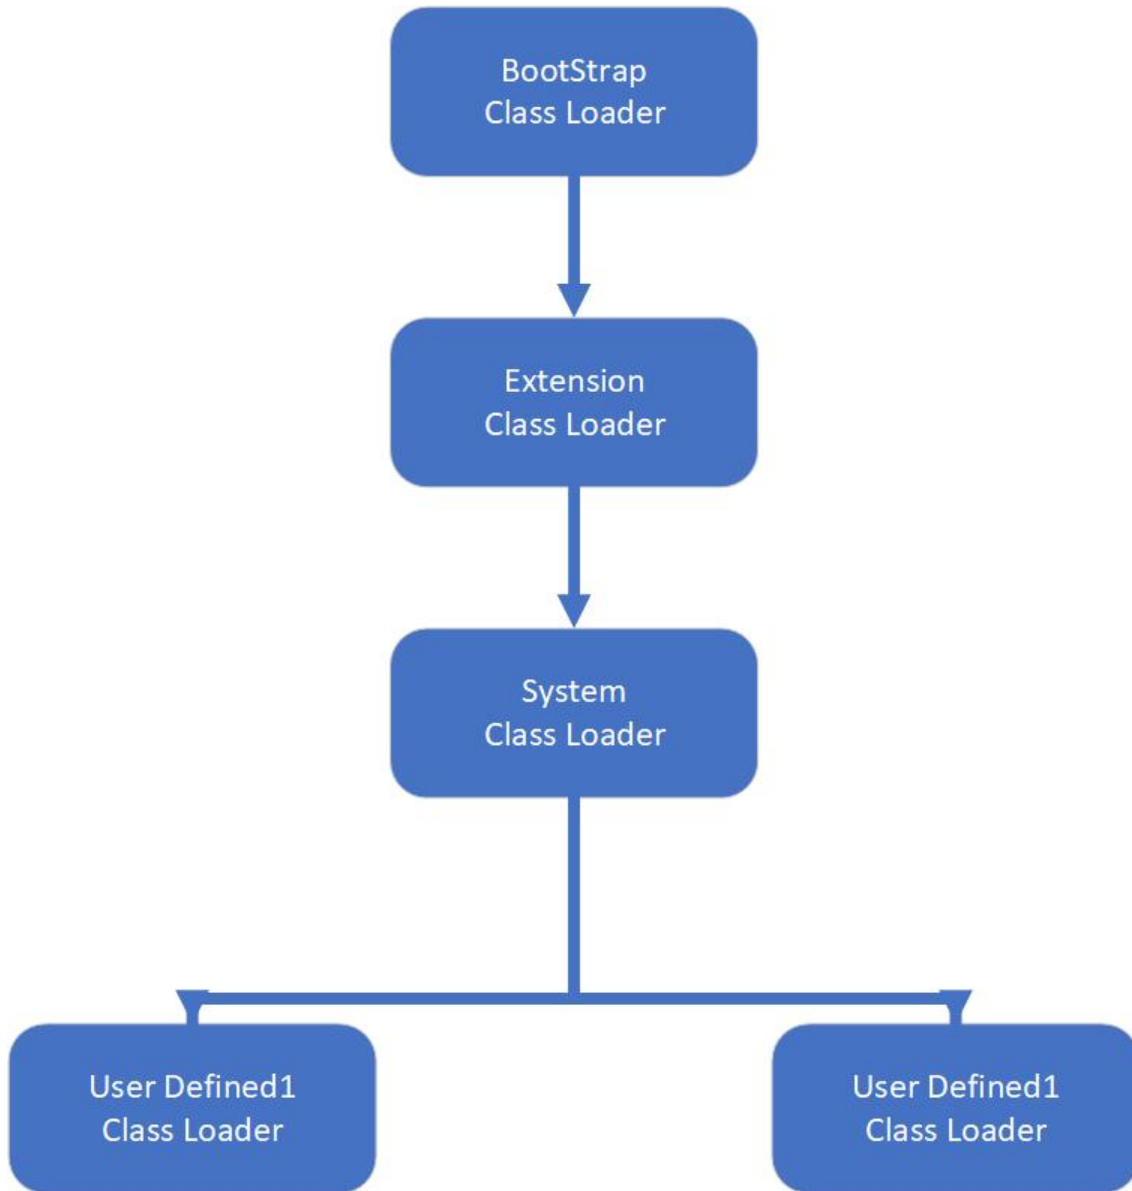 BootStrap
Class Loader
Extension
Class Loader
System
Class Loader
User Defined1
Class Loader
User Defined1
Class Loader